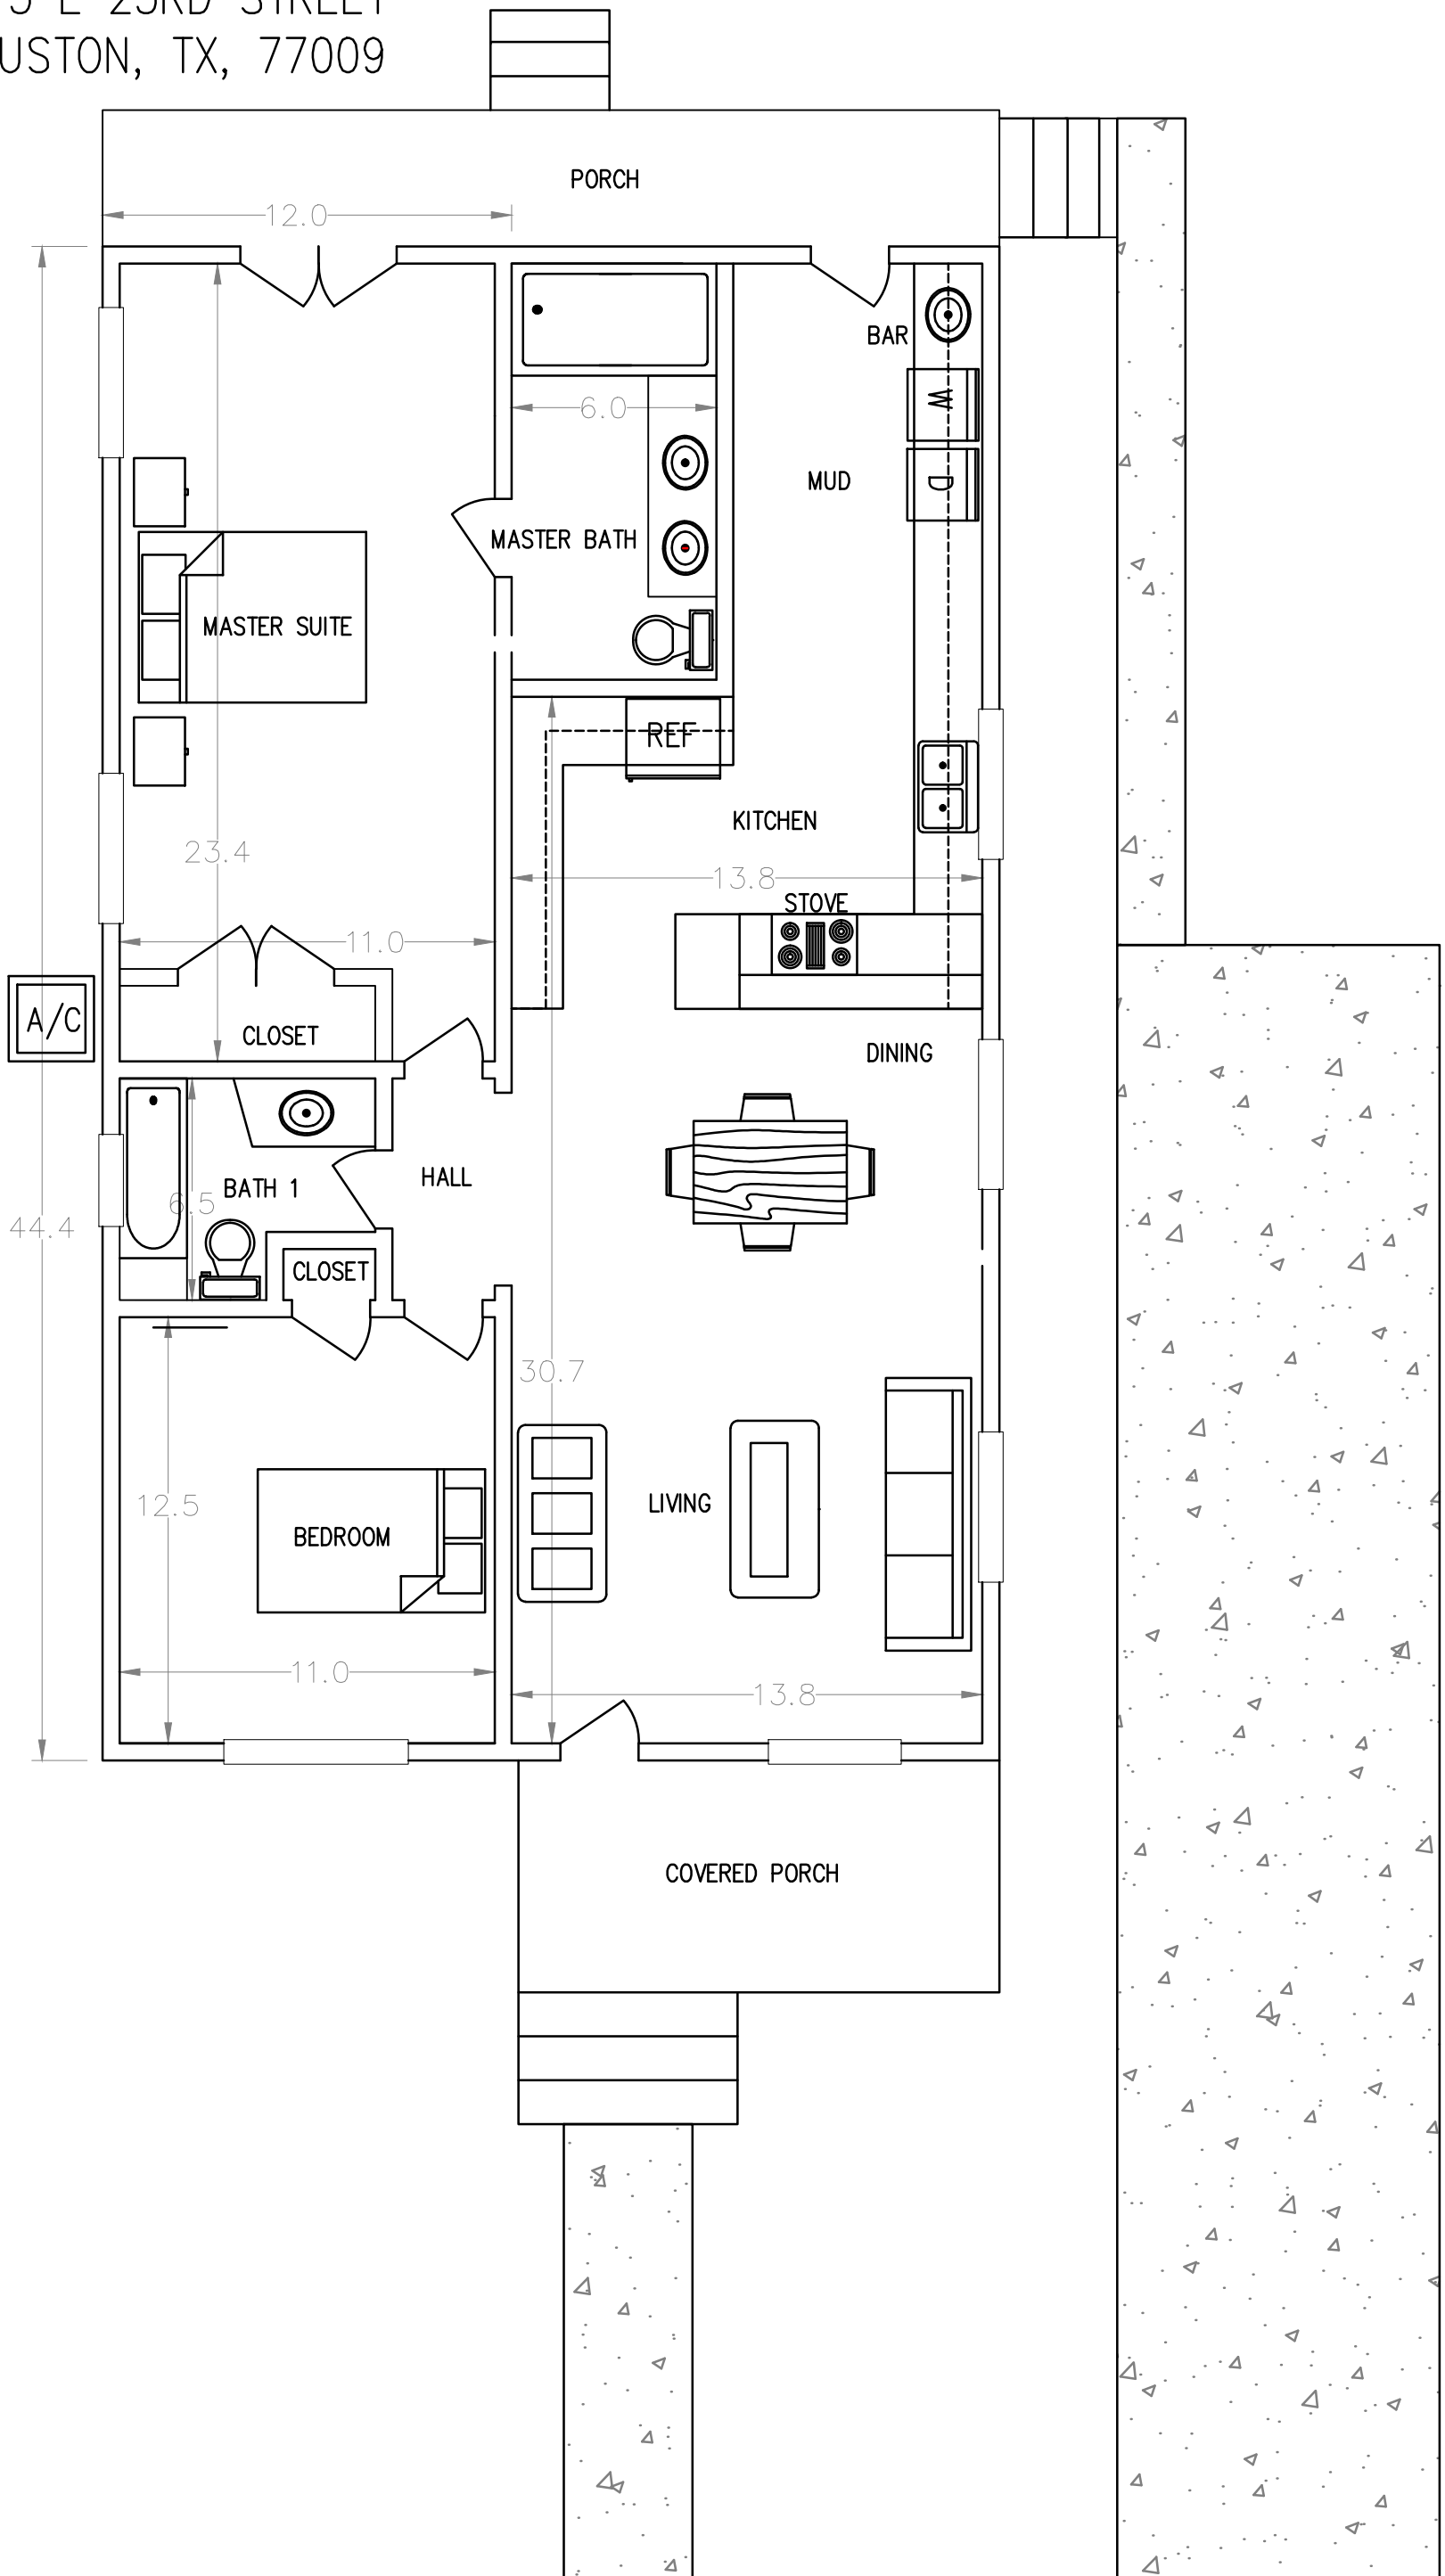 USTON, TX, 77009
PORCH
12.0
BAR
W
6.0
MUD
D
MASTER BATH
MASTER SUITE
REF
KITCHEN
23.4
13.8
STOVE
11.0
A/C
CLOSET
DINING
HALL
BATH 1
6.5
44.4
CLOSET
30.7
12.5
LIVING
BEDROOM
11.0
13.8
COVERED PORCH